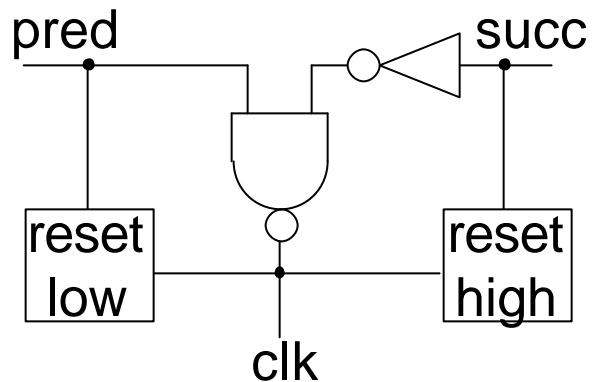 pred
succ
reset
low
reset
high
clk